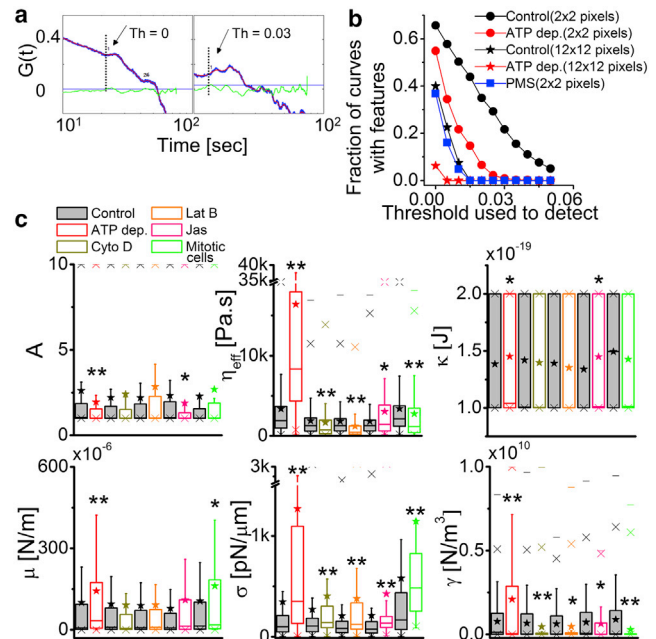 a
Th = 0
Th = 0.03
G(t)
0.4
0
26
10¹
10²
10²
Time [sec]
b
Control(2x2 pixels)
ATP dep.(2x2 pixels)
Control(12x12 pixels)
ATP dep.(12x12 pixels)
PMS(2x2 pixels)
Fraction of curves
with features
0.6
0.4
0.2
0.0
0.00
0.03
0.06
Threshold used to detect
c
Control
ATP dep.
Cyto D
Lat B
Jas
Mitotic
cells
A
10
5
0
**
*
ηeff [Pa.s]
40k
35k
10k
0
**
**
**
*
**
κ [J]
x10⁻¹⁹
2.0
1.5
1.0
*
*
μ [N/m]
x10⁻⁶
600
300
0
**
*
σ [pN/μm]
3k
1k
0
**
**
**
**
**
γ [N/m³]
x10¹⁰
1.0
0.5
0.0
**
**
*
*
**